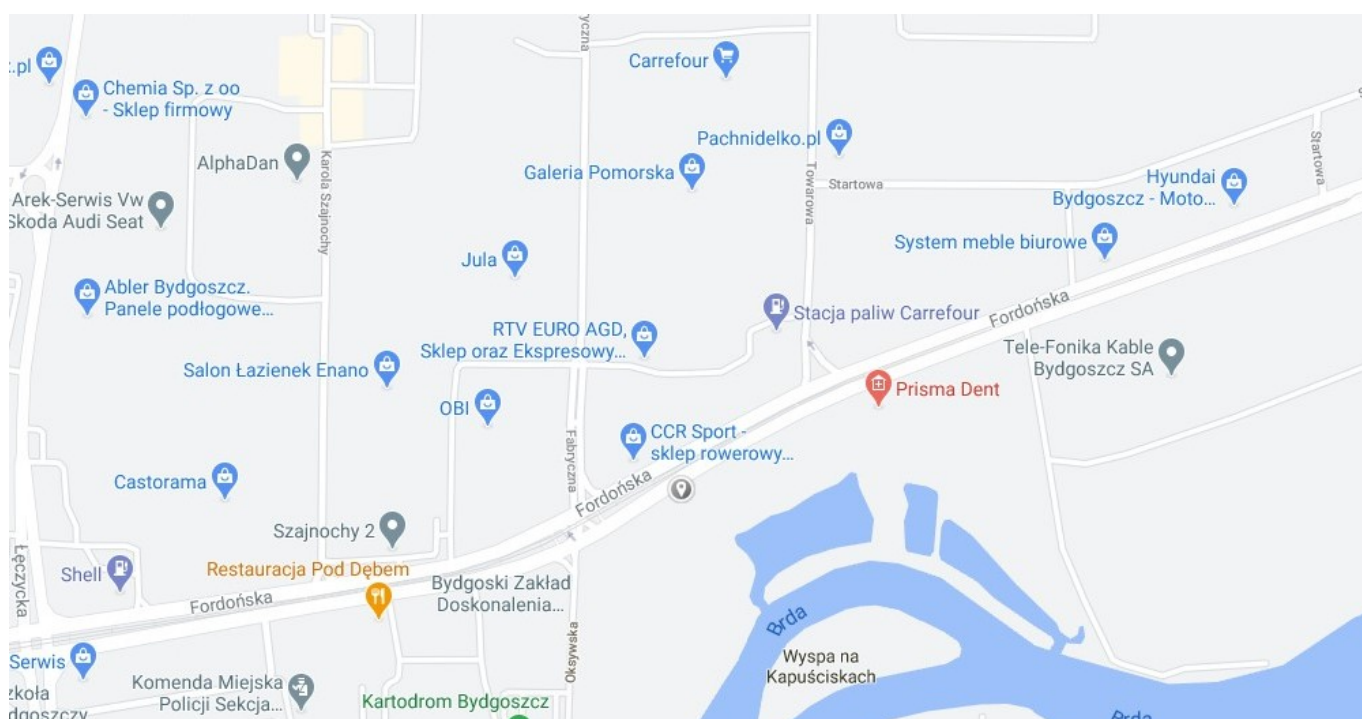 yczna
Carrefour
.pl
Chemia Sp. z oo
- Sklep firmowy
Pachnidelko.pl
Startowa
AlphaDan
Karola Szajnochy
Galeria Pomorska
Towarowa
Startowa
Hyundai
Bydgoszcz - Moto...
Arek-Serwis Vw
Skoda Audi Seat
System meble biurowe
Jula
Abler Bydgoszcz.
Panele podłogowe...
Stacja paliw Carrefour
Fordońska
RTV EURO AGD,
Sklep oraz Ekspresowy...
Tele-Fonika Kable
Bydgoszcz SA
Salon Łazienek Enano
Prisma Dent
OBI
CCR Sport -
sklep rowerowy...
Fabryczna
Castorama
Fordońska
Szajnochy 2
Łęczycka
Shell
Restauracja Pod Dębem
Bydgoski Zakład
Doskonalenia...
Fordońska
Brda
Oksywska
Wyspa na
Kapuściskach
Serwis
Komenda Miejska
Policji Sekcja...
zkoła
dgoszczy
Kartodrom Bydgoszcz
Brda